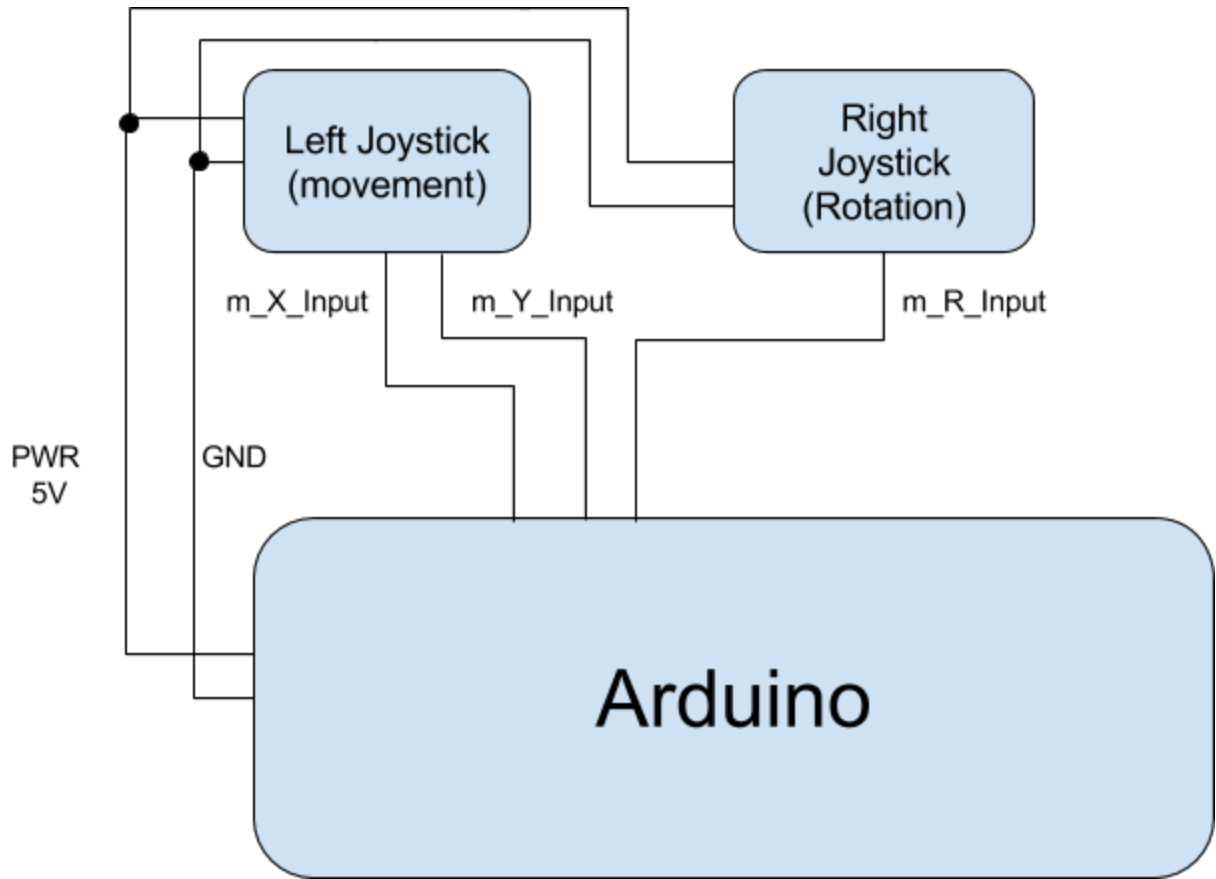 Left Joystick
(movement)
Right
Joystick
(Rotation)
m_X_Input
m_Y_Input
m_R_Input
PWR
5V
GND
Arduino